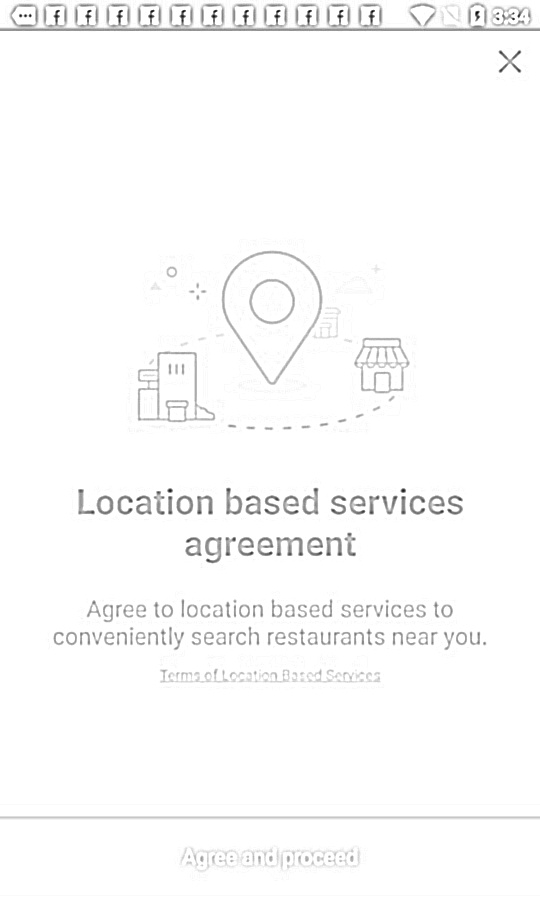 3:34
Location based services
agreement
Agree to location based services to
conveniently search restaurants near you.
Terms of Location Based Services
Agree and proceed